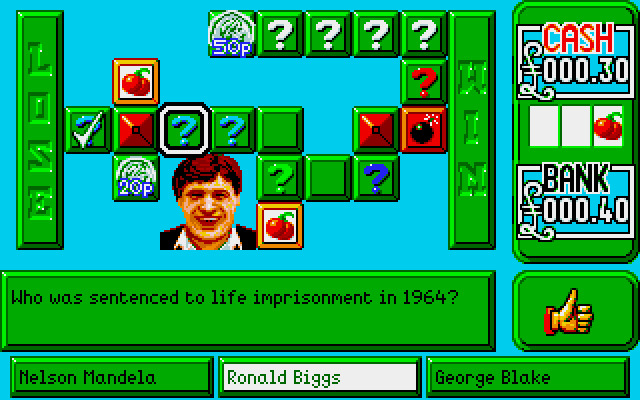 50p
?
?
?
?
CASH
£000.30
LOSE
WIN
?
?
?
?
20p
?
?
BANK
£000.40
Who was sentenced to life imprisonment in 1964?
Nelson Mandela
Ronald Biggs
George Blake